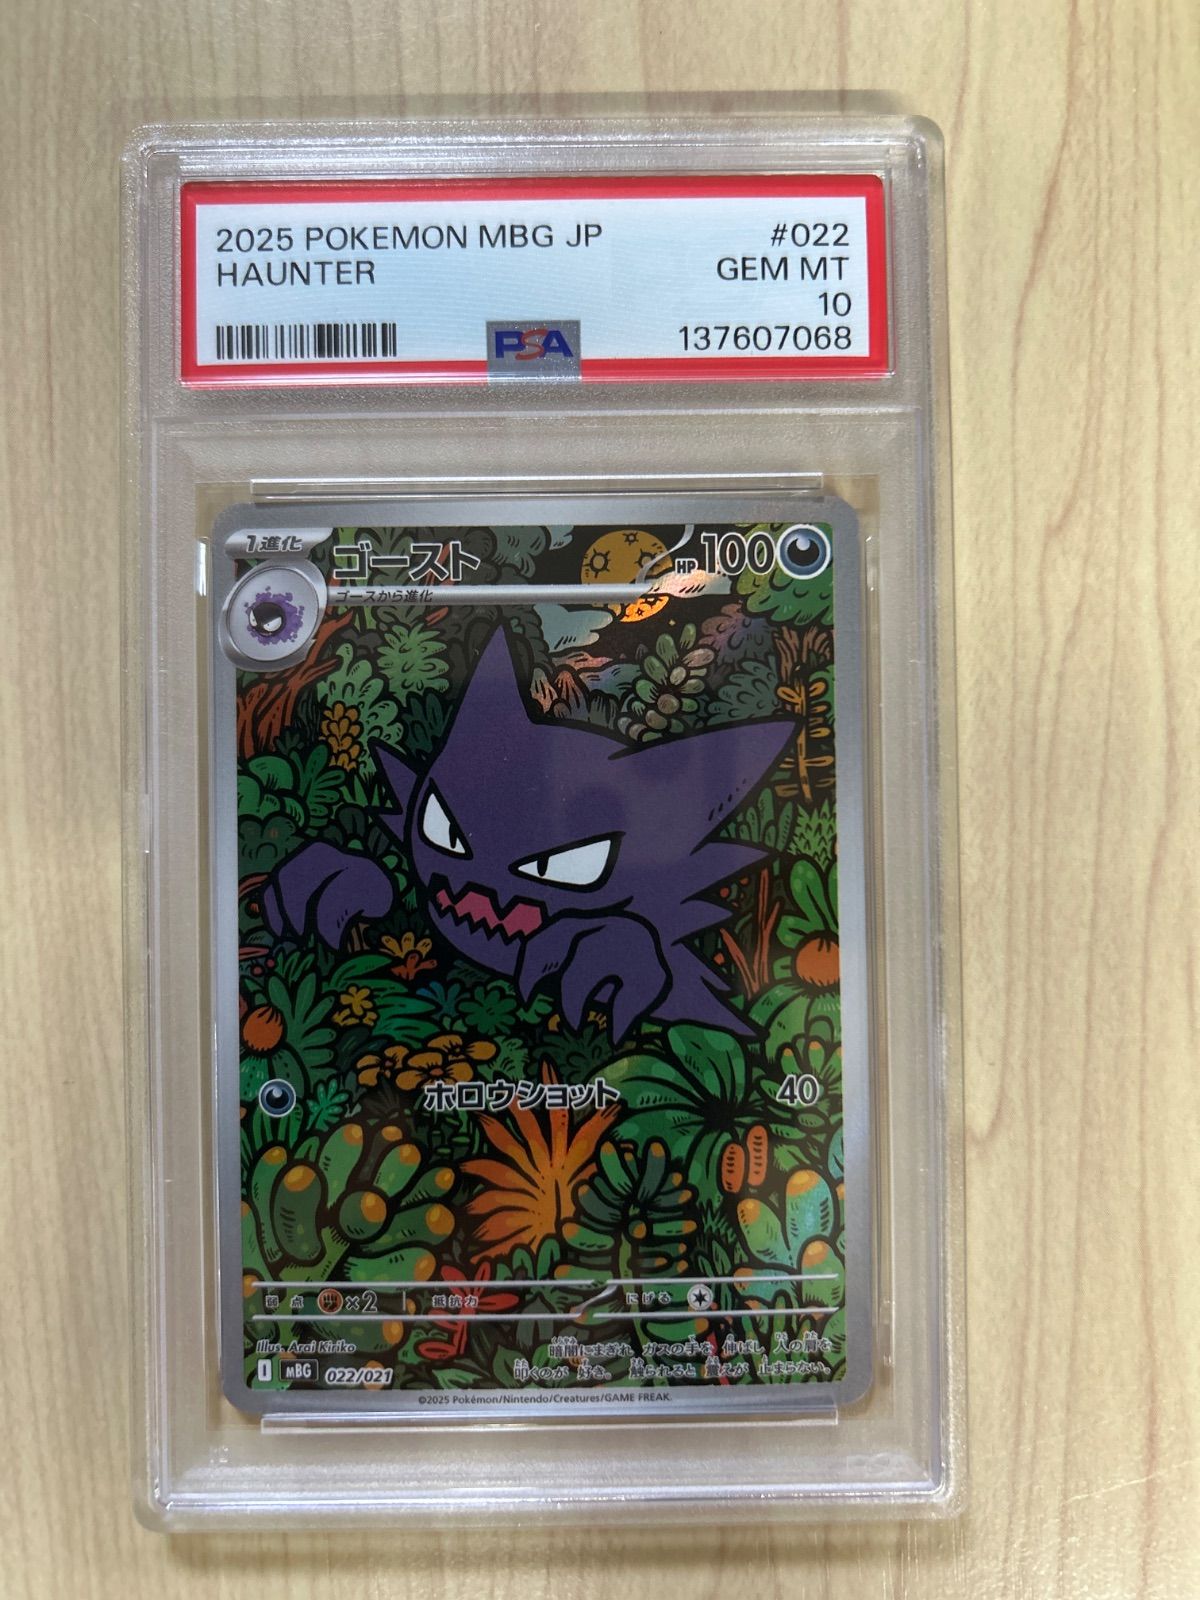 2025 POKEMON MBG JP #022
HAUNTER GEM MT
10
PSA 137607068
1進化 ゴースト HP 100
ゴースから進化
ホロウショット 40
弱点 ×2 抵抗力 にげる
Illus. Arai Kiriko
暗闇にまぎれ ガスの手を 伸ばし 人の肩を
叩くのが 好き。 触られると 震えが 止まらない。
I MBG 022/021
©2025 Pokémon/Nintendo/Creatures/GAME FREAK.